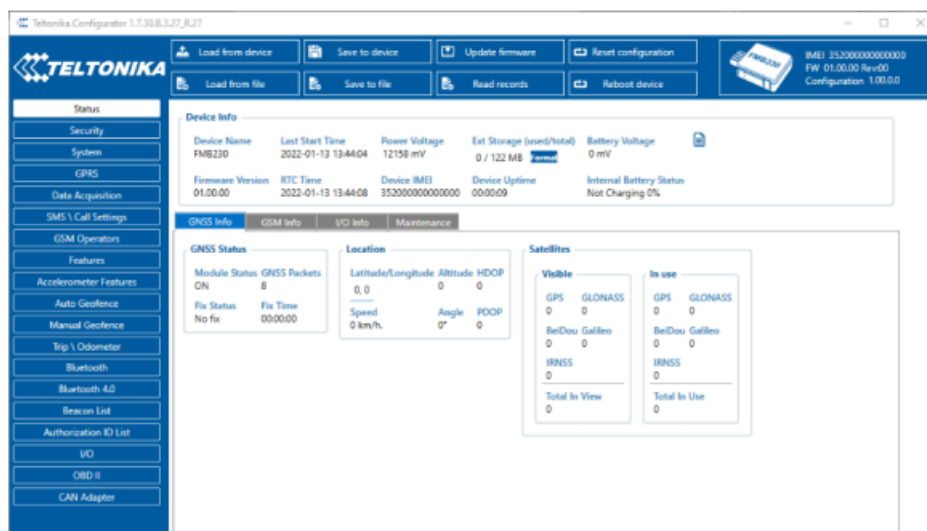 Teltonika.Configurator 1.7.30.B.3.27_R.27
TELTONIKA
Load from device
Save to device
Update firmware
Reset configuration
Load from file
Save to file
Read records
Reboot device
FMB230
IMEI 352000000000000
FW 01.00.00 Rev:00
Configuration 1.00.0.0
Status
Security
System
GPRS
Data Acquisition
SMS \ Call Settings
GSM Operators
Features
Accelerometer Features
Auto Geofence
Manual Geofence
Trip \ Odometer
Bluetooth
Bluetooth 4.0
Beacon List
Authorization ID List
I/O
OBD II
CAN Adapter
Device Info
Device Name Last Start Time Power Voltage Ext Storage (used/total) Battery Voltage
FMB230 2022-01-13 13:44:04 12158 mV 0 / 122 MB Format 0 mV
Firmware Version RTC Time Device IMEI Device Uptime Internal Battery Status
01.00.00 2022-01-13 13:44:08 352000000000000 00:00:09 Not Charging 0%
GNSS Info GSM Info I/O Info Maintenance
GNSS Status
Module Status GNSS Packets
ON 8
Fix Status Fix Time
No fix 00:00:00
Location
Latitude/Longitude Altitude HDOP
0, 0 0 0
Speed Angle PDOP
0 km/h. 0° 0
Satellites
Visible
GPS GLONASS
0 0
BeiDou Galileo
0 0
IRNSS
0
Total In View
0
In use
GPS GLONASS
0 0
BeiDou Galileo
0 0
IRNSS
0
Total In Use
0